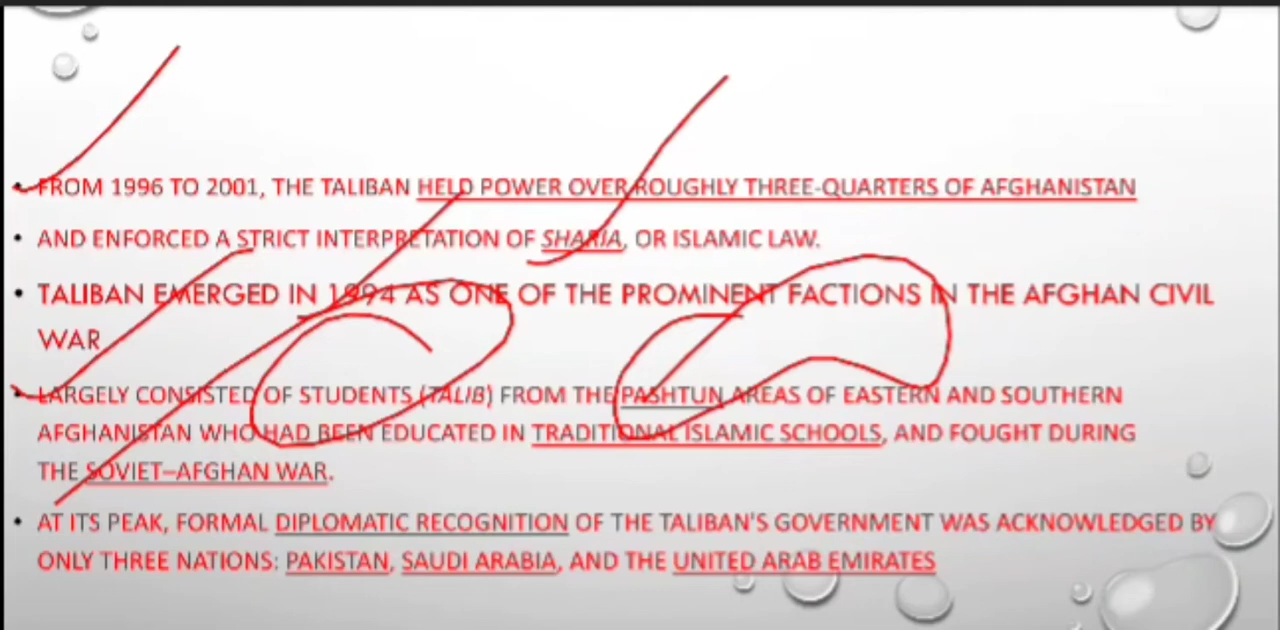 • FROM 1996 TO 2001, THE TALIBAN HELD POWER OVER ROUGHLY THREE-QUARTERS OF AFGHANISTAN
• AND ENFORCED A STRICT INTERPRETATION OF SHARIA, OR ISLAMIC LAW.
• TALIBAN EMERGED IN 1994 AS ONE OF THE PROMINENT FACTIONS IN THE AFGHAN CIVIL
WAR
• LARGELY CONSISTED OF STUDENTS (TALIB) FROM THE PASHTUN AREAS OF EASTERN AND SOUTHERN
AFGHANISTAN WHO HAD BEEN EDUCATED IN TRADITIONAL ISLAMIC SCHOOLS, AND FOUGHT DURING
THE SOVIET–AFGHAN WAR.
• AT ITS PEAK, FORMAL DIPLOMATIC RECOGNITION OF THE TALIBAN'S GOVERNMENT WAS ACKNOWLEDGED BY
ONLY THREE NATIONS: PAKISTAN, SAUDI ARABIA, AND THE UNITED ARAB EMIRATES